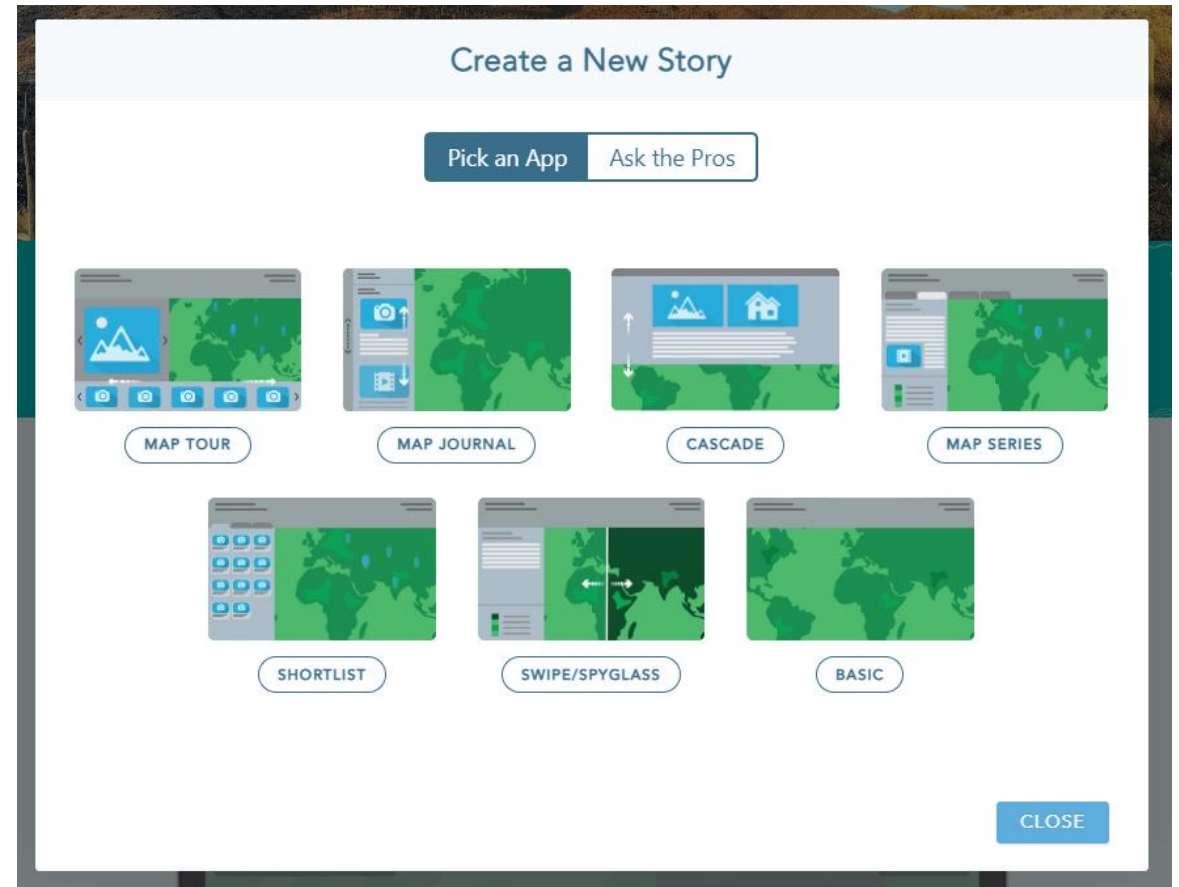 Create a New Story
Pick an App Ask the Pros
MAP TOUR MAP JOURNAL CASCADE MAP SERIES
SHORTLIST SWIPE/SPYGLASS BASIC
CLOSE